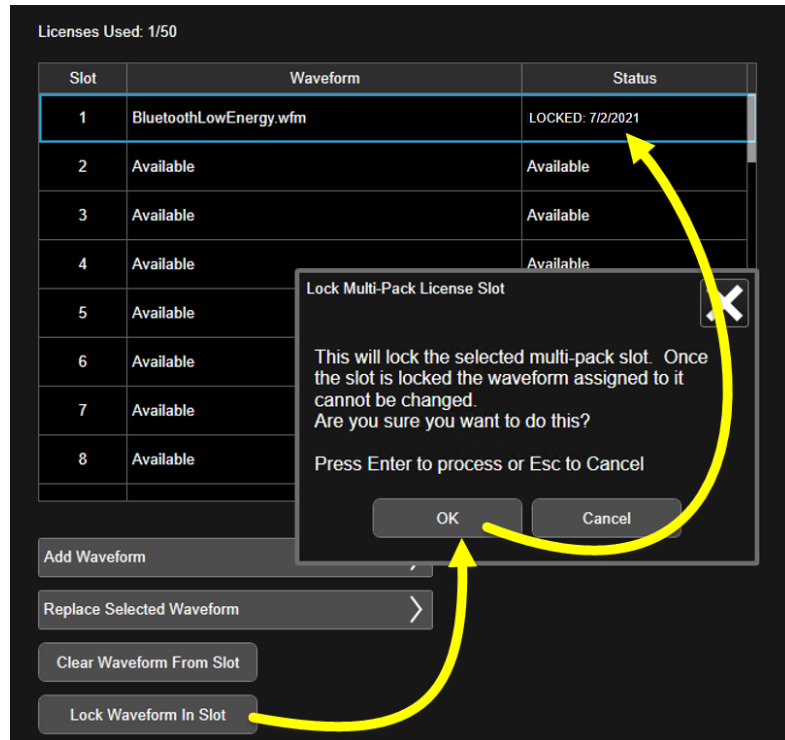 Licenses Used: 1/50
Slot Waveform Status
1 BluetoothLowEnergy.wfm LOCKED: 7/2/2021
2 Available Available
3 Available Available
4 Available Available
5 Available
6 Available
7 Available
8 Available
Lock Multi-Pack License Slot
This will lock the selected multi-pack slot. Once
the slot is locked the waveform assigned to it
cannot be changed.
Are you sure you want to do this?
Press Enter to process or Esc to Cancel
OK Cancel
Add Waveform
Replace Selected Waveform
Clear Waveform From Slot
Lock Waveform In Slot